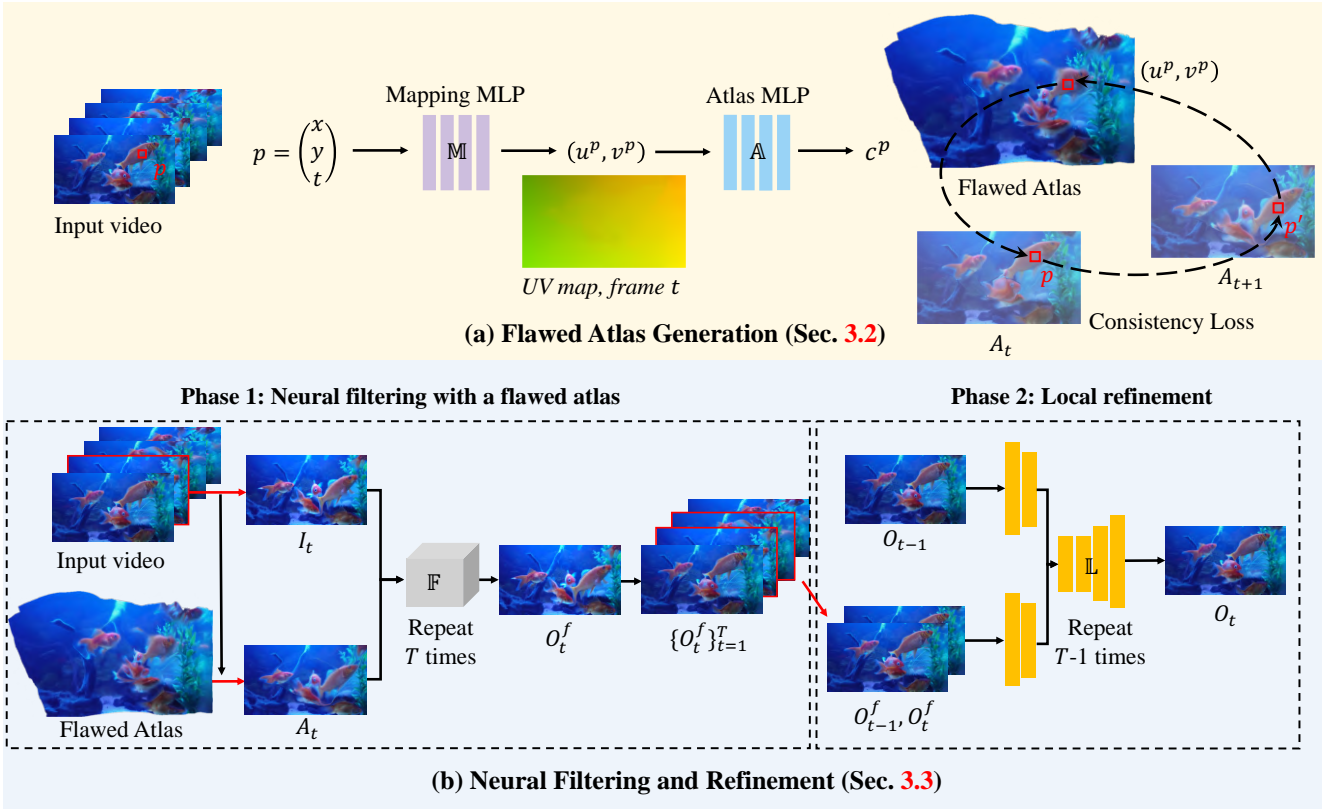 Mapping MLP
Atlas MLP
(u^p, v^p)
p = (x y t)
𝕄
(u^p, v^p)
𝔸
c^p
p
Input video
Flawed Atlas
p′
UV map, frame t
p
A_{t+1}
Consistency Loss
(a) Flawed Atlas Generation (Sec. 3.2)
A_t
Phase 1: Neural filtering with a flawed atlas
Phase 2: Local refinement
Input video
I_t
O_{t−1}
𝔽
𝕃
Repeat
T times
O_t^f
{O_t^f}_{t=1}^T
Repeat
T-1 times
O_t
Flawed Atlas
A_t
O_{t−1}^f, O_t^f
(b) Neural Filtering and Refinement (Sec. 3.3)